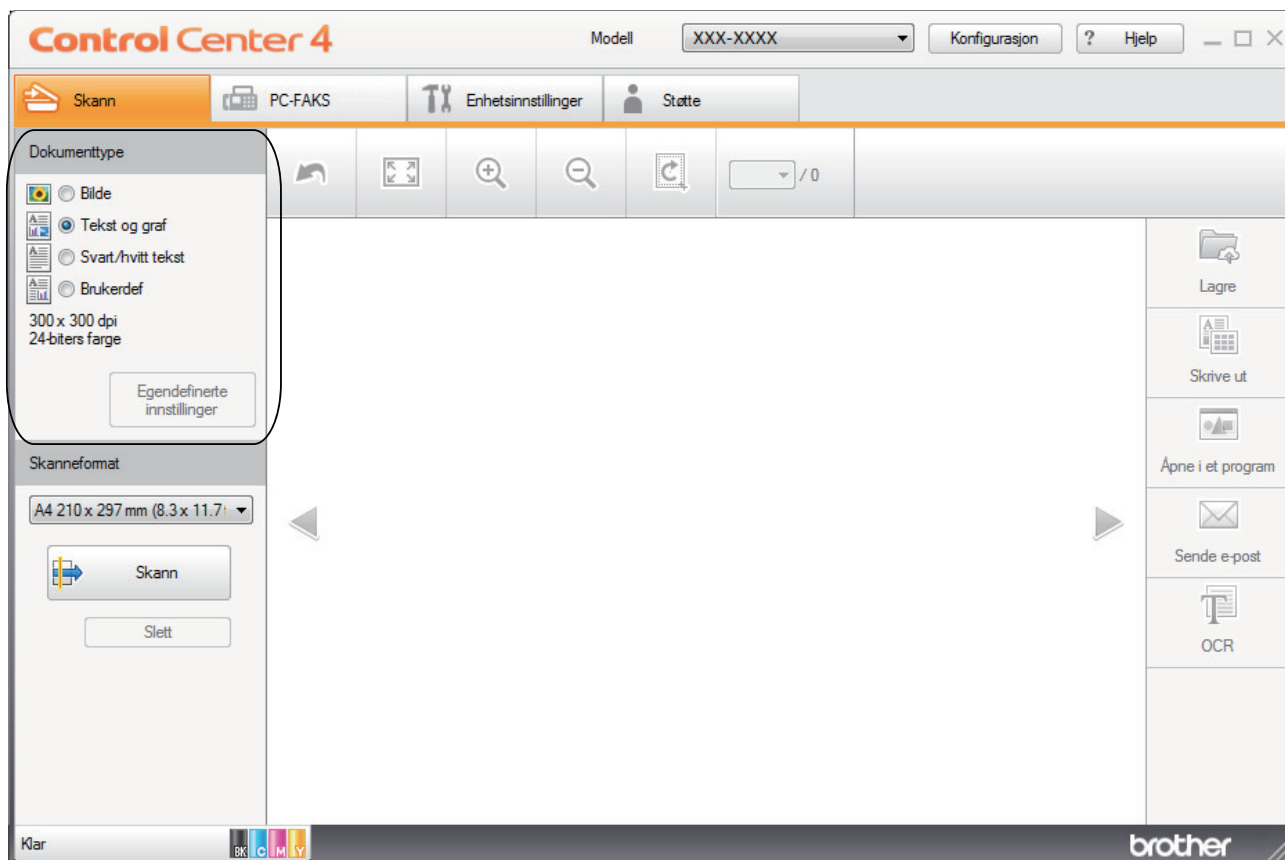 Control Center 4
Modell
XXX-XXXX
Konfigurasjon
? Hjelp
Skann
PC-FAKS
Enhetsinnstillinger
Støtte
Dokumenttype
/ 0
Bilde
Tekst og graf
Svart/hvitt tekst
Brukerdef
300 x 300 dpi
24-biters farge
Egendefinerte
innstillinger
Skanneformat
A4 210 x 297 mm (8.3 x 11.7
Skann
Slett
Lagre
Skrive ut
Åpne i et program
Sende e-post
OCR
Klar
BK C M Y
brother